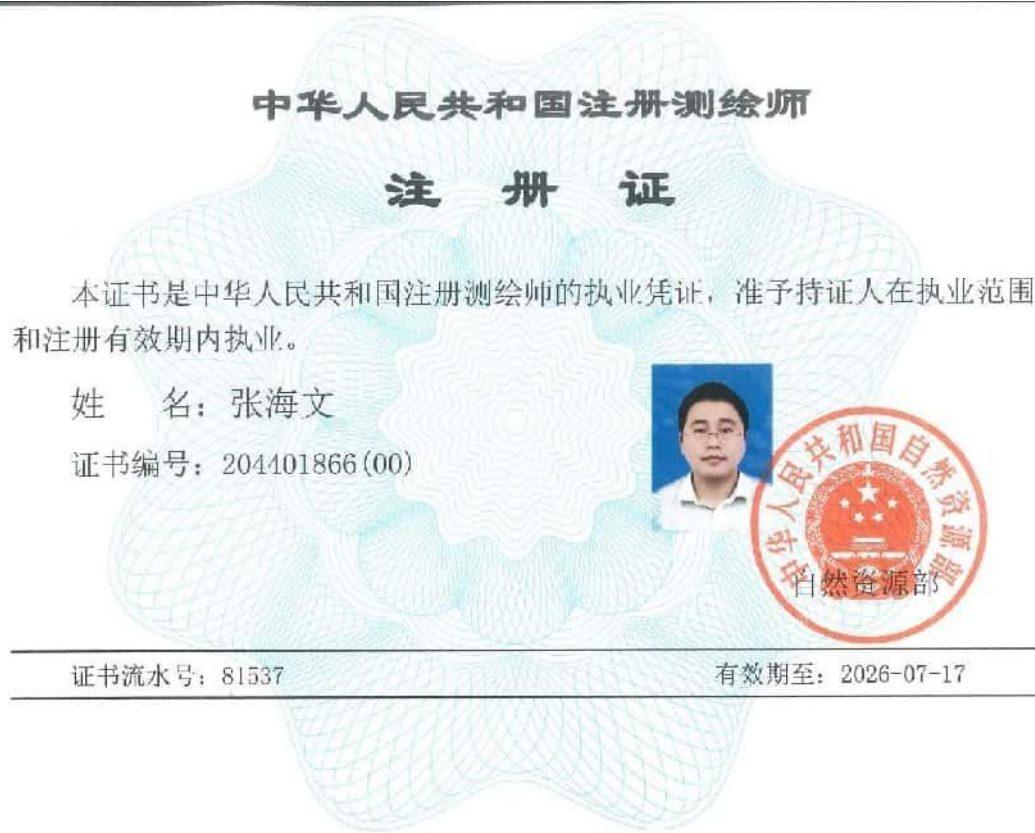 中华人民共和国注册测绘师
注 册 证
本证书是中华人民共和国注册测绘师的执业凭证，准予持证人在执业范围
和注册有效期内执业。
姓 名：张海文
证书编号：204401866(00)
中华人民共和国自然资源部
自然资源部
证书流水号：81537
有效期至：2026-07-17